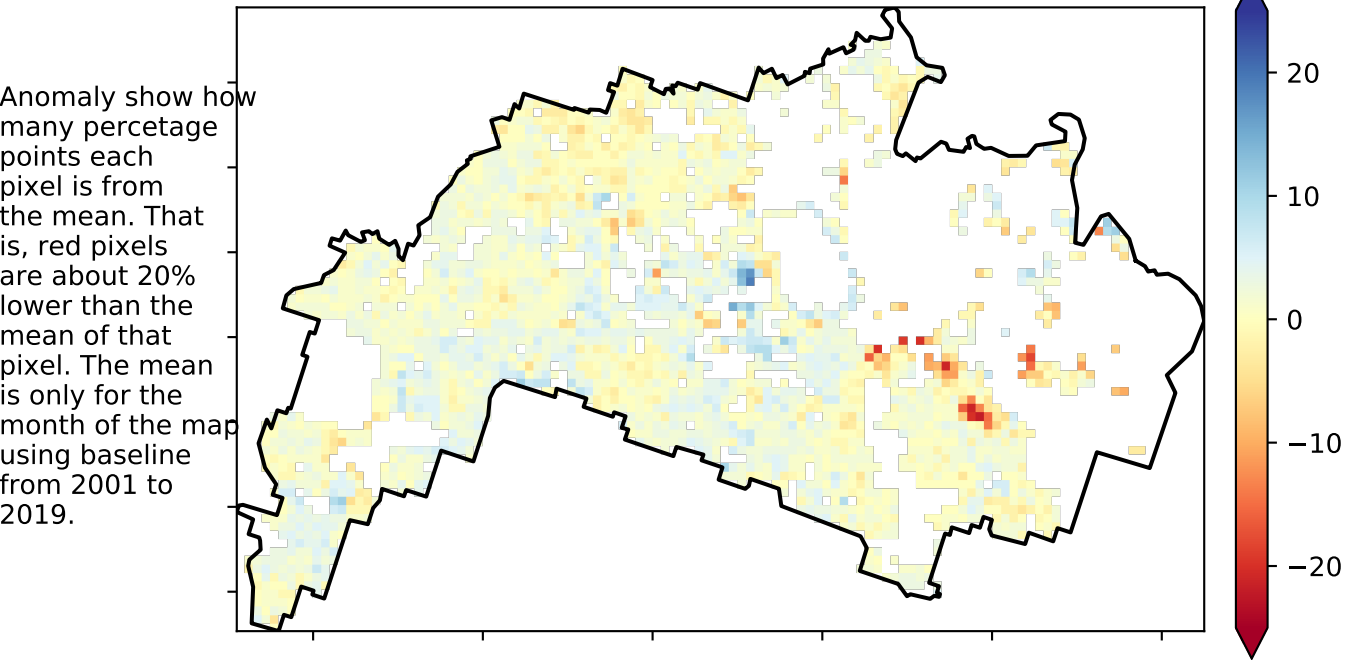 Anomaly show how
many percetage
points each
pixel is from
the mean. That
is, red pixels
are about 20%
lower than the
mean of that
pixel. The mean
is only for the
month of the map
using baseline
from 2001 to
2019.
20
10
0
−10
−20